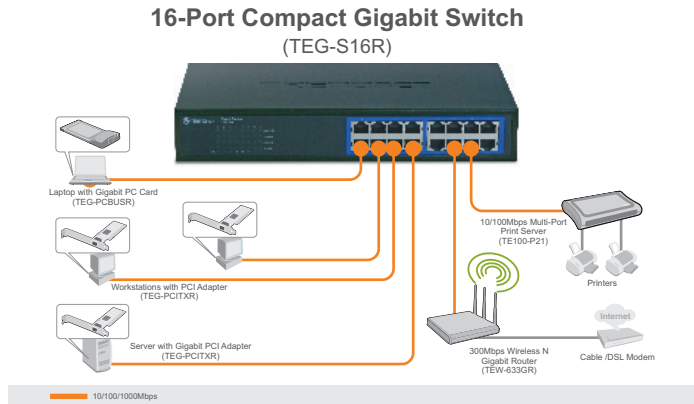 16-Port Compact Gigabit Switch
(TEG-S16R)
Laptop with Gigabit PC Card
(TEG-PCBUSR)
10/100Mbps Multi-Port
Print Server
(TE100-P21)
Printers
Workstations with PCI Adapter
(TEG-PCITXR)
Internet
Server with Gigabit PCI Adapter
(TEG-PCITXR)
300Mbps Wireless N
Gigabit Router
(TEW-633GR)
Cable /DSL Modem
10/100/1000Mbps